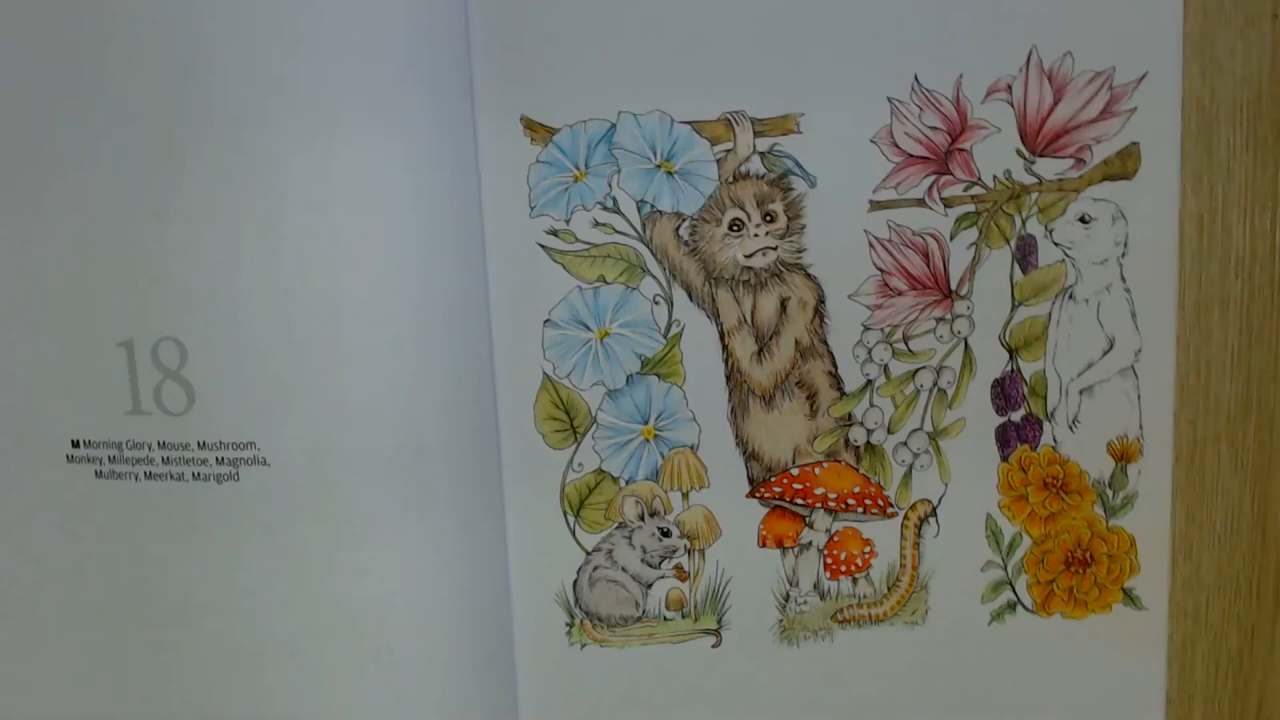 18
M Morning Glory, Mouse, Mushroom,
Monkey, Millepede, Mistletoe, Magnolia,
Mulberry, Meerkat, Marigold